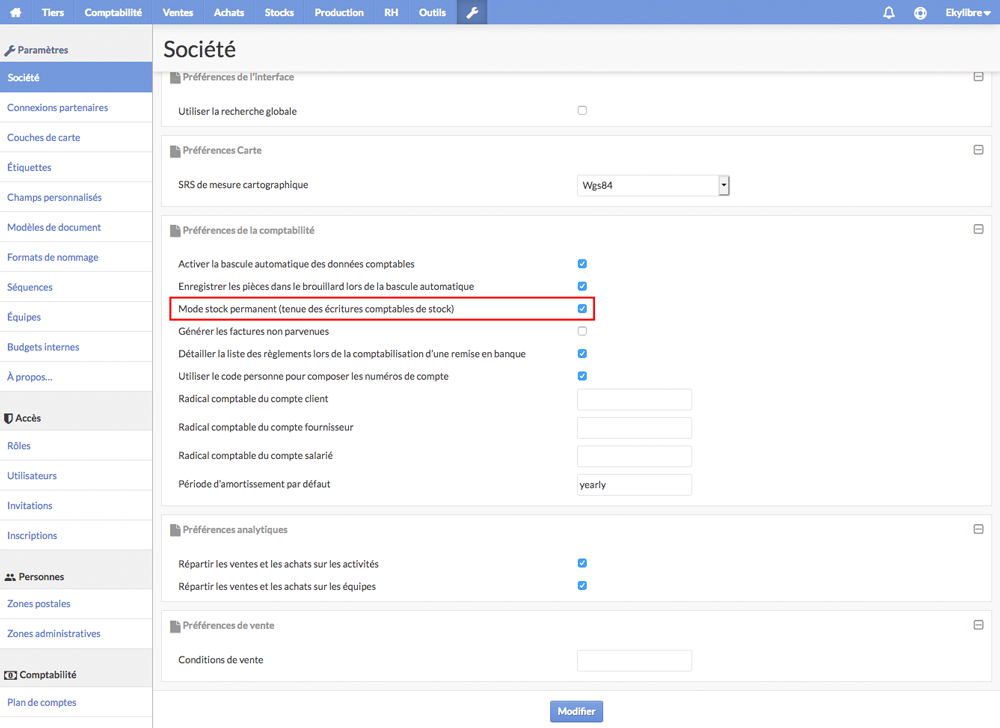 Tiers Comptabilité Ventes Achats Stocks Production RH Outils Ekylibre
Paramètres
Société
Connexions partenaires
Couches de carte
Étiquettes
Champs personnalisés
Modèles de document
Formats de nommage
Séquences
Équipes
Budgets internes
À propos...
Accès
Rôles
Utilisateurs
Invitations
Inscriptions
Personnes
Zones postales
Zones administratives
Comptabilité
Plan de comptes
Société
Préférences de l'interface
Utiliser la recherche globale
Préférences Carte
SRS de mesure cartographique Wgs84
Préférences de la comptabilité
Activer la bascule automatique des données comptables
Enregistrer les pièces dans le brouillard lors de la bascule automatique
Mode stock permanent (tenue des écritures comptables de stock)
Générer les factures non parvenues
Détailler la liste des règlements lors de la comptabilisation d'une remise en banque
Utiliser le code personne pour composer les numéros de compte
Radical comptable du compte client
Radical comptable du compte fournisseur
Radical comptable du compte salarié
Période d'amortissement par défaut yearly
Préférences analytiques
Répartir les ventes et les achats sur les activités
Répartir les ventes et les achats sur les équipes
Préférences de vente
Conditions de vente
Modifier